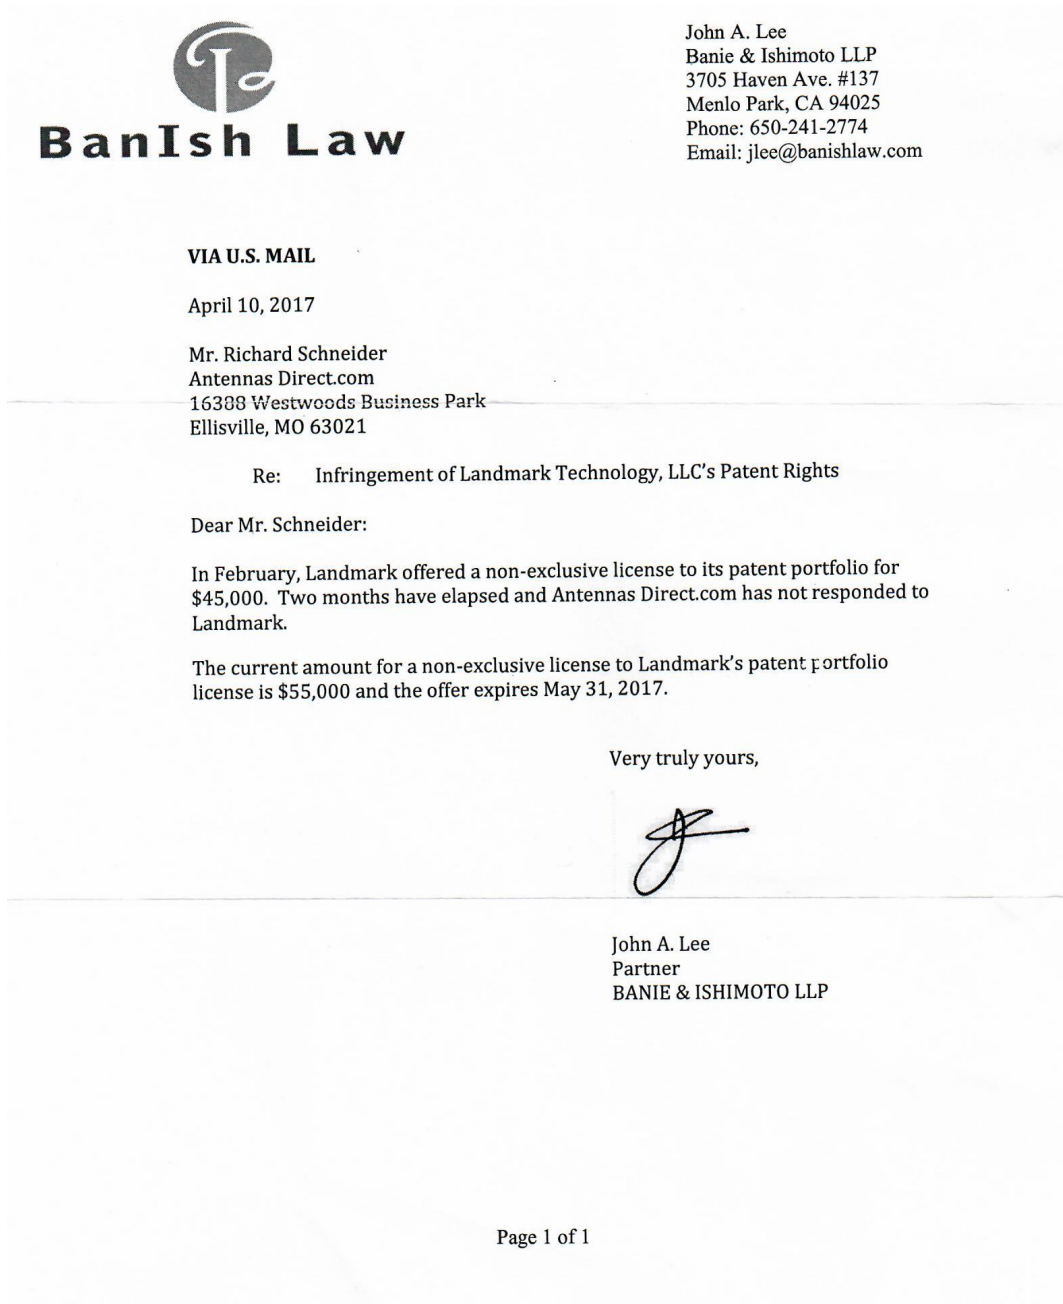 BanIsh Law
John A. Lee
Banie & Ishimoto LLP
3705 Haven Ave. #137
Menlo Park, CA 94025
Phone: 650-241-2774
Email: jlee@banishlaw.com
VIA U.S. MAIL
April 10, 2017
Mr. Richard Schneider
Antennas Direct.com
16388 Westwoods Business Park
Ellisville, MO 63021
Re: Infringement of Landmark Technology, LLC's Patent Rights
Dear Mr. Schneider:
In February, Landmark offered a non-exclusive license to its patent portfolio for
$45,000. Two months have elapsed and Antennas Direct.com has not responded to
Landmark.
The current amount for a non-exclusive license to Landmark's patent portfolio
license is $55,000 and the offer expires May 31, 2017.
Very truly yours,
John A. Lee
Partner
BANIE & ISHIMOTO LLP
Page 1 of 1